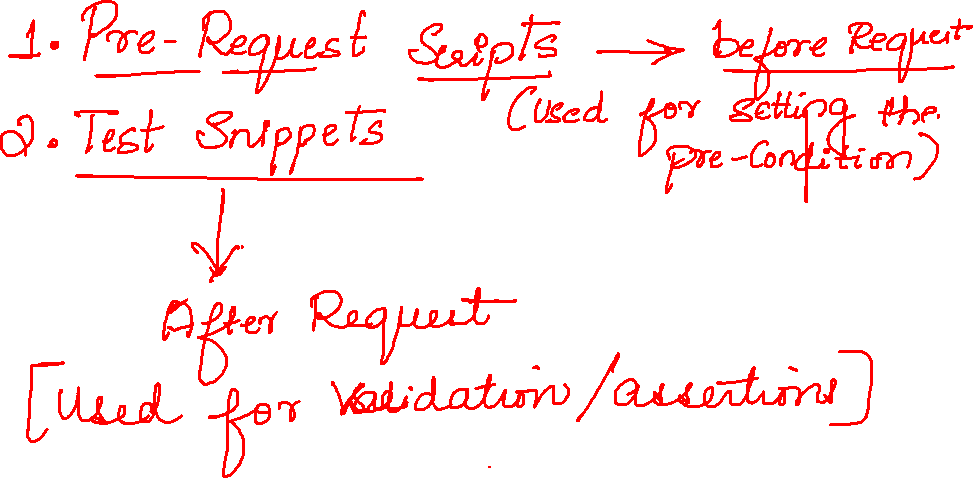 1. Pre-Request Scripts → before Request
(used for setting the
pre-Condition)
2. Test Snippets
After Request
[Used for validation/assertions]